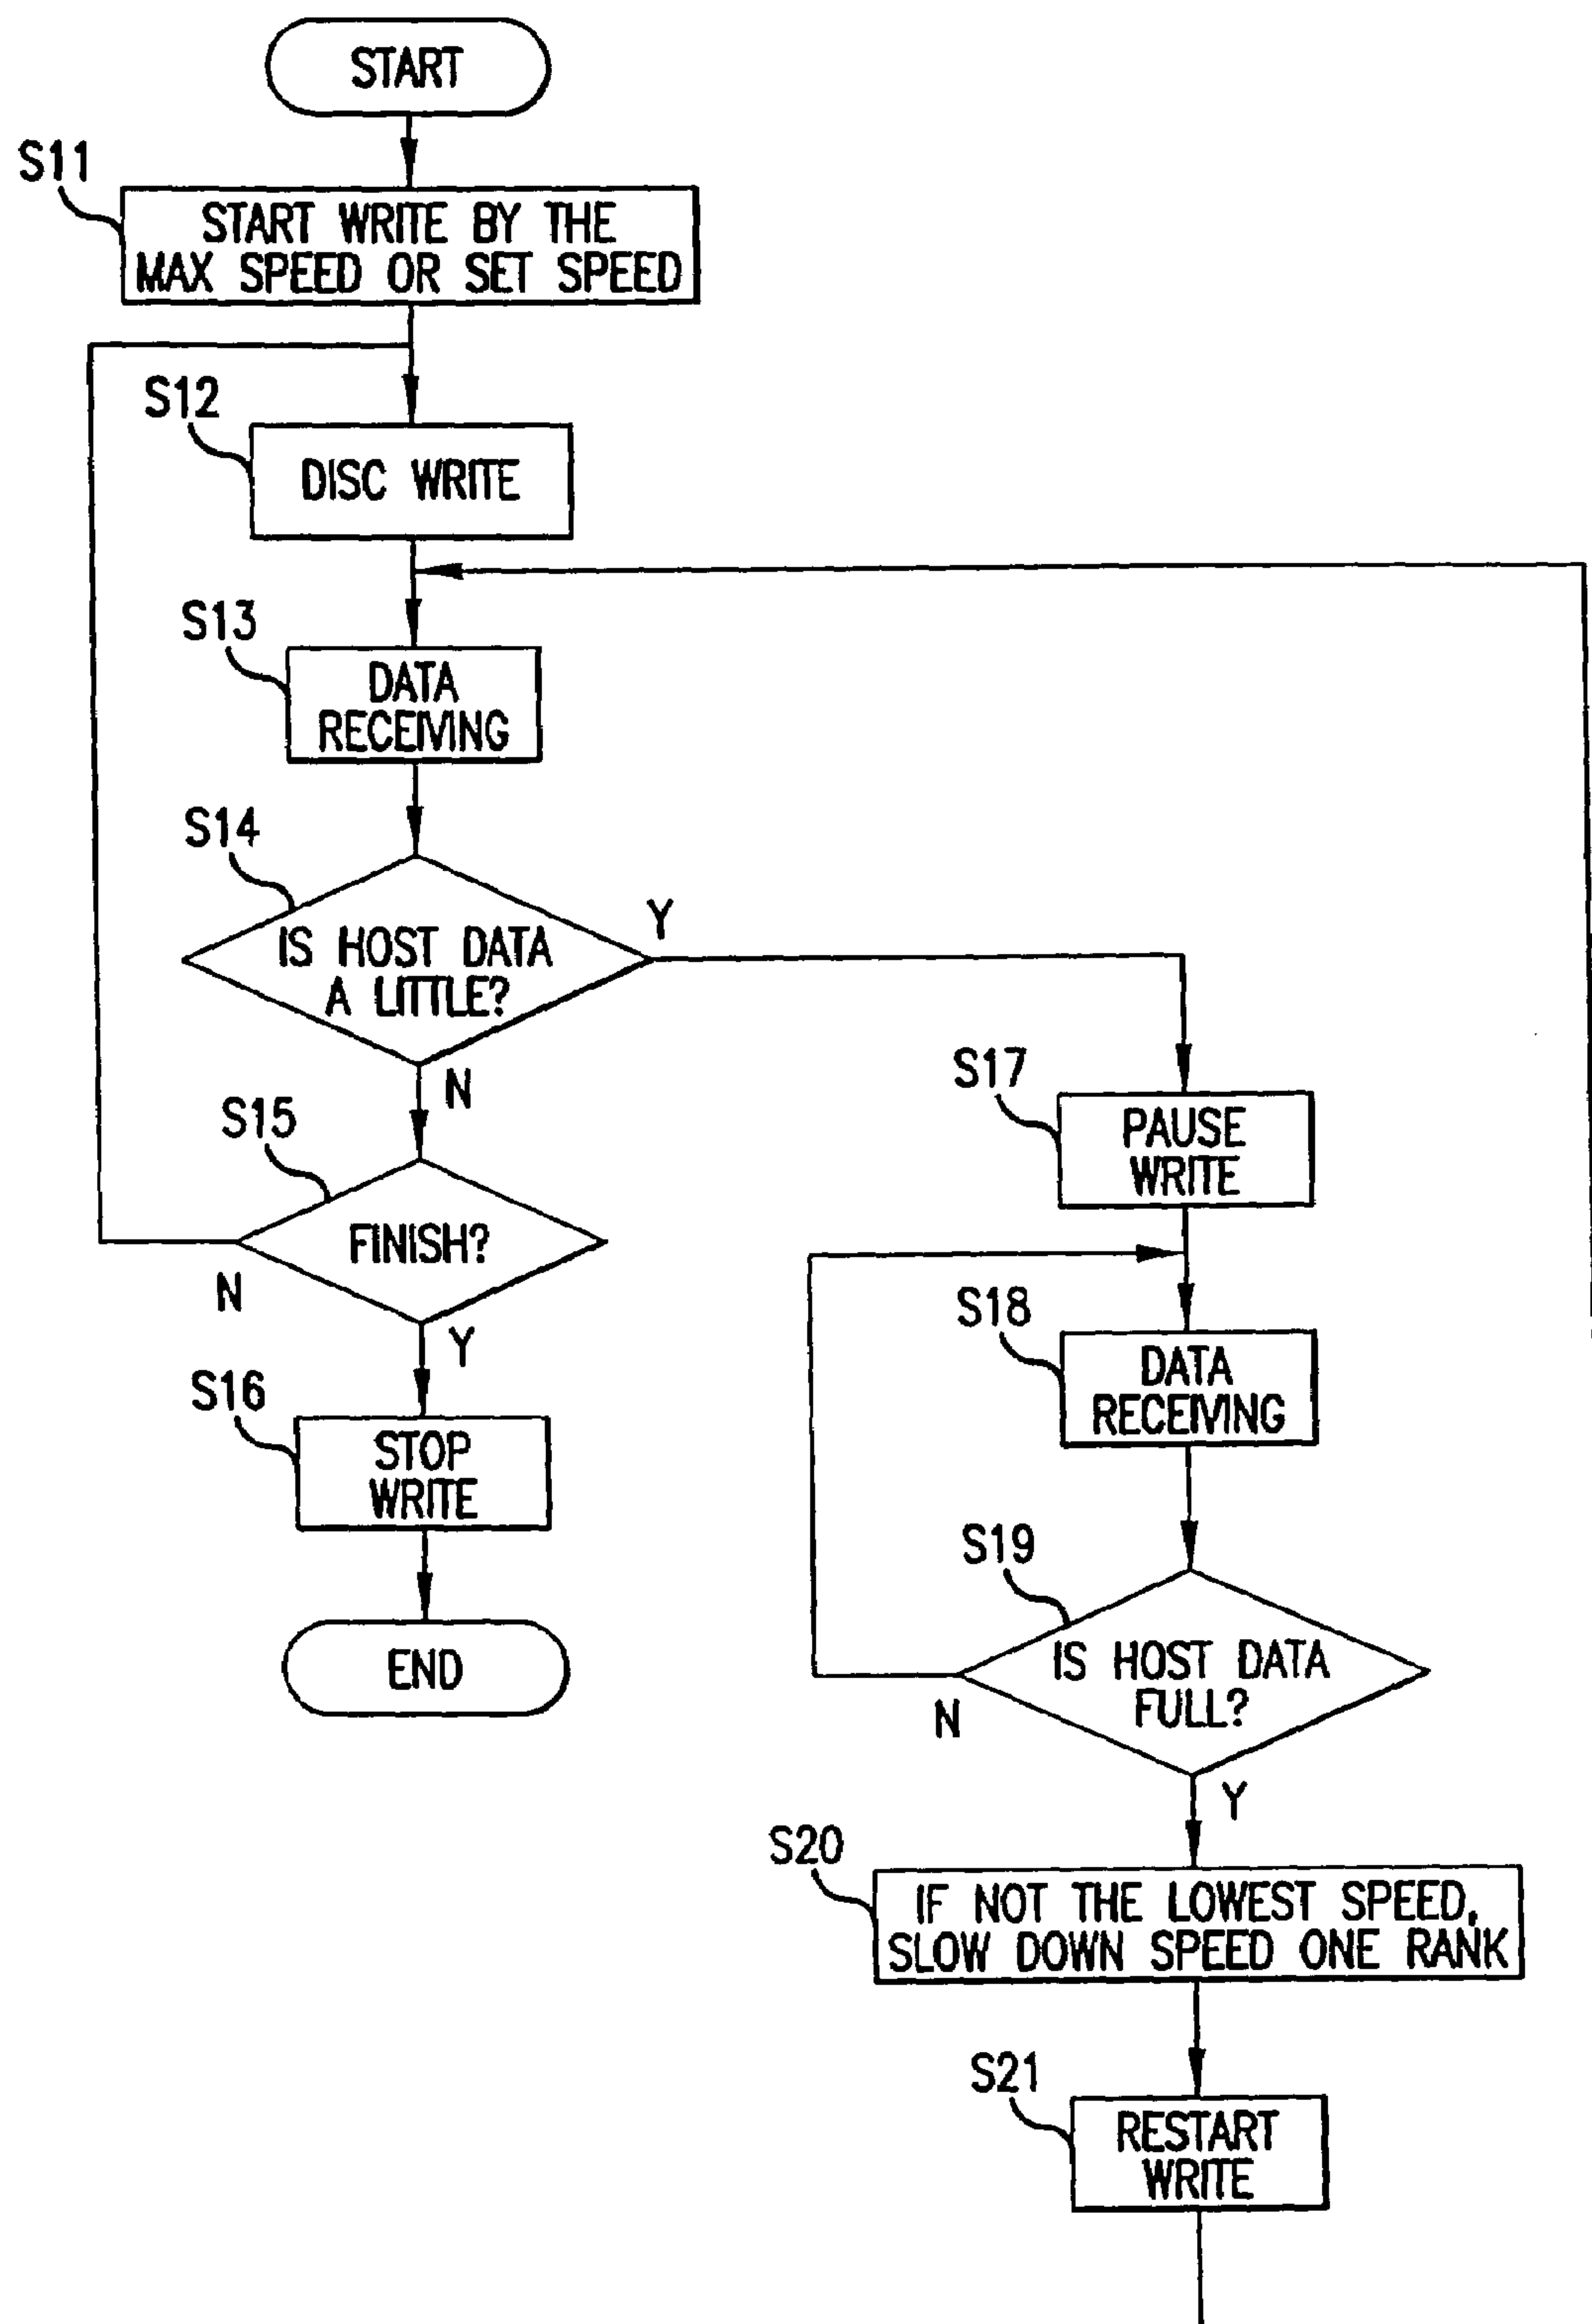 START
S11
START WRITE BY THE
MAX SPEED OR SET SPEED
S12
DISC WRITE
S13
DATA
RECEIVING
S14
IS HOST DATA
A LITTLE?
Y
N
S15
FINISH?
N
Y
S16
STOP
WRITE
END
S17
PAUSE
WRITE
S18
DATA
RECEIVING
S19
IS HOST DATA
FULL?
N
Y
S20
IF NOT THE LOWEST SPEED,
SLOW DOWN SPEED ONE RANK
S21
RESTART
WRITE